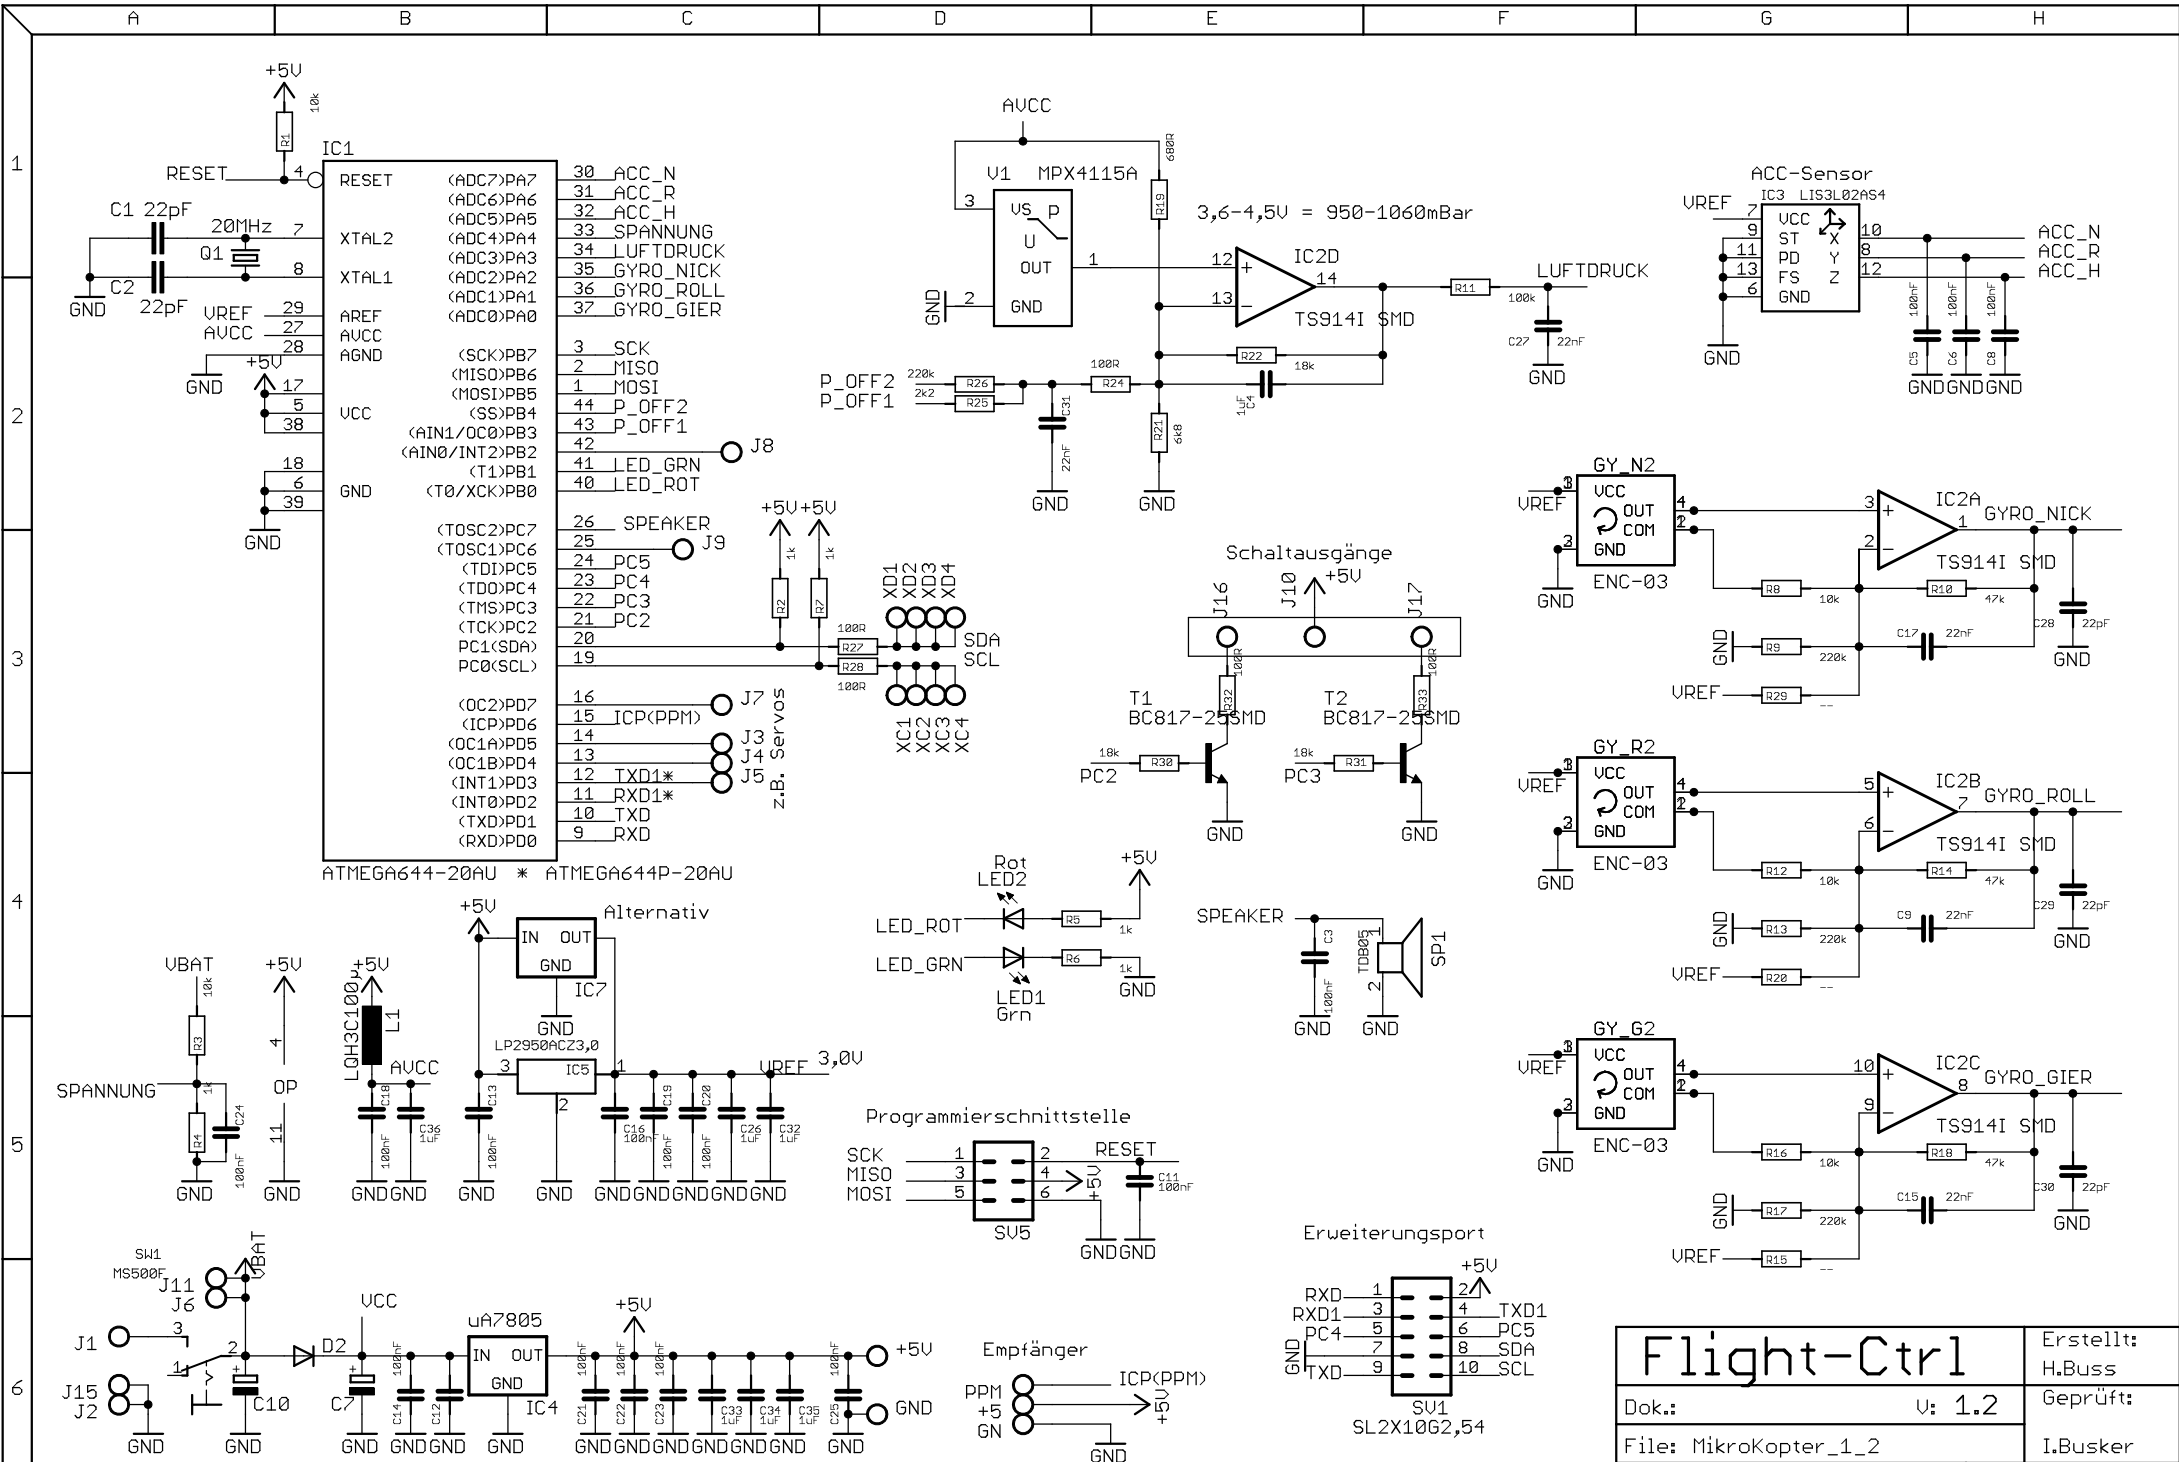 A B C D E F G H
1
2
3
4
5
6
+5V
10k
R1
IC1
RESET
C1 22pF
20MHz
Q1
C2
22pF
GND
VREF
AVCC
GND
+5V
GND
4 RESET
7 XTAL2
8 XTAL1
29 AREF
27 AVCC
28 AGND
17
5 VCC
38
18
6 GND
39
(ADC7)PA7 30 ACC_N
(ADC6)PA6 31 ACC_R
(ADC5)PA5 32 ACC_H
(ADC4)PA4 33 SPANNUNG
(ADC3)PA3 34 LUFTDRUCK
(ADC2)PA2 35 GYRO_NICK
(ADC1)PA1 36 GYRO_ROLL
(ADC0)PA0 37 GYRO_GIER
(SCK)PB7 3 SCK
(MISO)PB6 2 MISO
(MOSI)PB5 1 MOSI
(SS)PB4 44 P_OFF2
(AIN1/OC0)PB3 43 P_OFF1
(AIN0/INT2)PB2 42 J8
(T1)PB1 41 LED_GRN
(T0/XCK)PB0 40 LED_ROT
(TOSC2)PC7 26 SPEAKER
(TOSC1)PC6 25 J9
(TDI)PC5 24 PC5
(TDO)PC4 23 PC4
(TMS)PC3 22 PC3
(TCK)PC2 21 PC2
PC1(SDA) 20
PC0(SCL) 19
(OC2)PD7 16 J7
(ICP)PD6 15 ICP(PPM)
(OC1A)PD5 14 J3
(OC1B)PD4 13 J4
(INT1)PD3 12 TXD1* J5
(INT0)PD2 11 RXD1*
(TXD)PD1 10 TXD
(RXD)PD0 9 RXD
z.B. Servos
ATMEGA644-20AU * ATMEGA644P-20AU
+5V +5V
1k 1k
R2 R7
100R
R27
R28
100R
XD1 XD2 XD3 XD4
SDA
SCL
XC1 XC2 XC3 XC4
AVCC
V1 MPX4115A
3 VS P
U
OUT 1
2 GND
GND
680R
R19
3,6-4,5V = 950-1060mBar
12 +
13 -
IC2D
14
TS914I SMD
R11
100k
LUFTDRUCK
C27 22nF
GND
R22
18k
1uF C4
P_OFF2 220k R26
P_OFF1 2k2 R25
100R
R24
C31
22nF
GND
R21
6k8
GND
ACC-Sensor
IC3 LIS3L02AS4
VREF
7 VCC
9 ST X 10 ACC_N
11 PD Y 8 ACC_R
13 FS Z 12 ACC_H
6 GND
GND
100nF 100nF 100nF
C5 C6 C8
GND GND GND
GY_N2
VREF
VCC
OUT 4
COM
GND
ENC-03
GND
3 +
2 -
IC2A
1 GYRO_NICK
TS914I SMD
R8 10k
R10 47k
GND R9 220k
C17 22nF
VREF R29 --
C28 22pF
GND
GY_R2
VREF
VCC
OUT 4
COM
GND
ENC-03
GND
5 +
6 -
IC2B
7 GYRO_ROLL
TS914I SMD
R12 10k
R14 47k
GND R13 220k
C9 22nF
VREF R20 --
C29 22pF
GND
GY_G2
VREF
VCC
OUT 4
COM
GND
ENC-03
GND
10 +
9 -
IC2C
8 GYRO_GIER
TS914I SMD
R16 10k
R18 47k
GND R17 220k
C15 22nF
VREF R15 --
C30 22pF
GND
Schaltausgänge
J16 J10 +5V J17
100R 100R
R32 R33
T1
BC817-25SMD
T2
BC817-25SMD
18k R30
PC2
18k R31
PC3
GND
GND
Rot
LED2
+5V
LED_ROT R5 1k
LED_GRN R6 1k
LED1
Grn
GND
SPEAKER
C3
100nF
TDB05
1
2
SP1
GND GND
VBAT
10k
R3
SPANNUNG
1k
R4
C24
100nF
GND
+5V
4
OP
11
GND
+5V
L1
AVCC
C18
100nF
C36
1uF
GND GND
+5V
Alternativ
IN OUT
GND
IC7
GND
LP2950ACZ3,0
3 IC5 1
2
VREF 3,0V
C13
100nF
C16
100nF
C19
C20
100nF
C26
1uF
C32
1uF
GND GND GND GND GND GND GND
Programmierschnittstelle
SCK 1 2 RESET
MISO 3 4 +5V
MOSI 5 6
SV5
C11
100nF
GND GND
SW1
MS500F
J11
J6
VBAT
J1
3
2
1
J15
J2
C10
GND GND
D2
VCC
C7
GND
100nF
C14
C12
GND GND
uA7805
IN OUT
GND
IC4
GND
+5V
100nF 100nF 100nF
C21 C22 C23
C33
1uF
C34
1uF
C35
1uF
100nF
C25
GND GND GND GND GND GND
+5V
GND
Empfänger
PPM ICP(PPM)
+5 +5V
GN
GND
Erweiterungsport
+5V
RXD 1 2
RXD1 3 4 TXD1
PC4 5 6 PC5
GND 7 8 SDA
TXD 9 10 SCL
SV1
SL2X10G2,54
Flight-Ctrl
Erstellt:
H.Buss
Dok.: V: 1.2
Geprüft:
File: MikroKopter_1_2
I.Busker